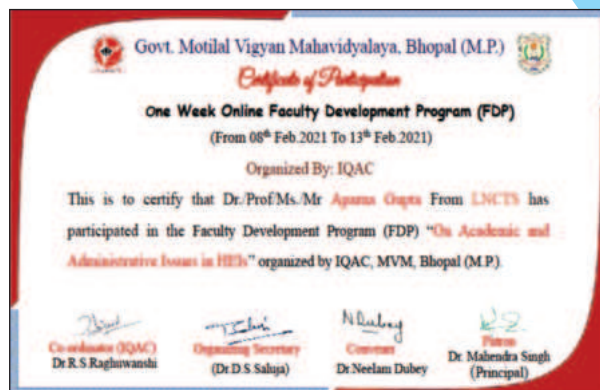 Govt. Motilal Vigyan Mahavidyalaya, Bhopal (M.P.)
Certificate of Participation
One Week Online Faculty Development Program (FDP)
(From 08th Feb.2021 To 13th Feb.2021)
Organized By: IQAC
This is to certify that Dr./Prof/Ms./Mr Aparna Gupta From LNCTS has
participated in the Faculty Development Program (FDP) "On Academic and
Administrative Issues in HEIs" organized by IQAC, MVM, Bhopal (M.P.).
NDubey
Co-ordinator (IQAC) Organizing Secretary Convener Patron
Dr.R.S.Raghuwanshi (Dr.D.S.Saluja) Dr.Neelam Dubey Dr. Mahendra Singh
(Principal)